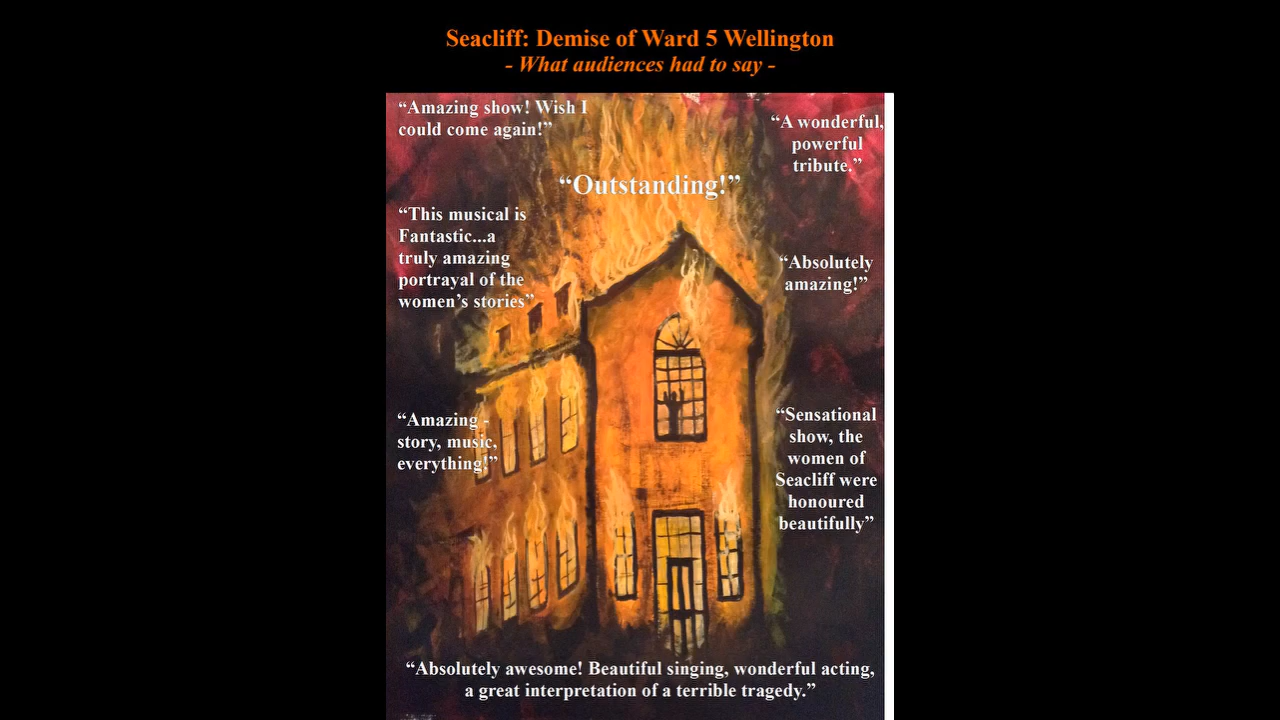 Seacliff: Demise of Ward 5 Wellington
- What audiences had to say -
“Amazing show! Wish I
could come again!”
“A wonderful,
powerful
tribute.”
“Outstanding!”
“This musical is
Fantastic...a
truly amazing
portrayal of the
women’s stories”
“Absolutely
amazing!”
“Amazing -
story, music,
everything!”
“Sensational
show, the
women of
Seacliff were
honoured
beautifully”
“Absolutely awesome! Beautiful singing, wonderful acting,
a great interpretation of a terrible tragedy.”